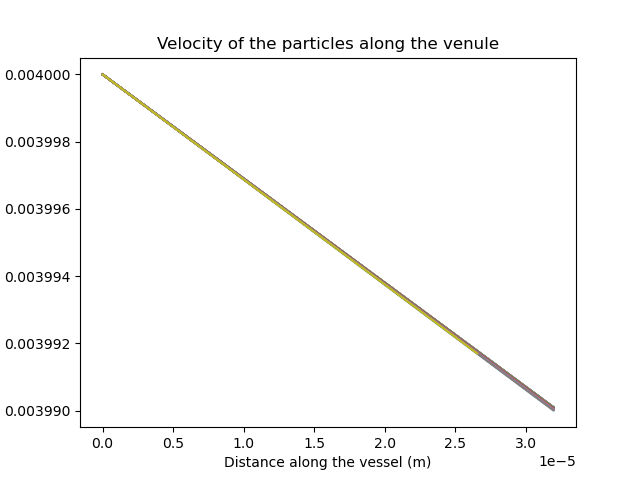 Velocity of the particles along the venule
0.004000
0.003998
0.003996
0.003994
0.003992
0.003990
0.0 0.5 1.0 1.5 2.0 2.5 3.0
1e−5
Distance along the vessel (m)